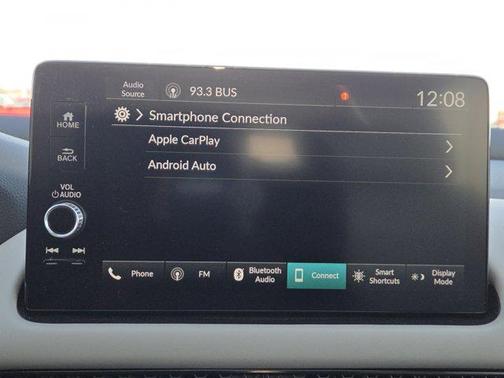 Audio Source
93.3 BUS
12:08
HOME
Smartphone Connection
BACK
Apple CarPlay
Android Auto
VOL
AUDIO
Phone
FM
Bluetooth Audio
Connect
Smart Shortcuts
Display Mode